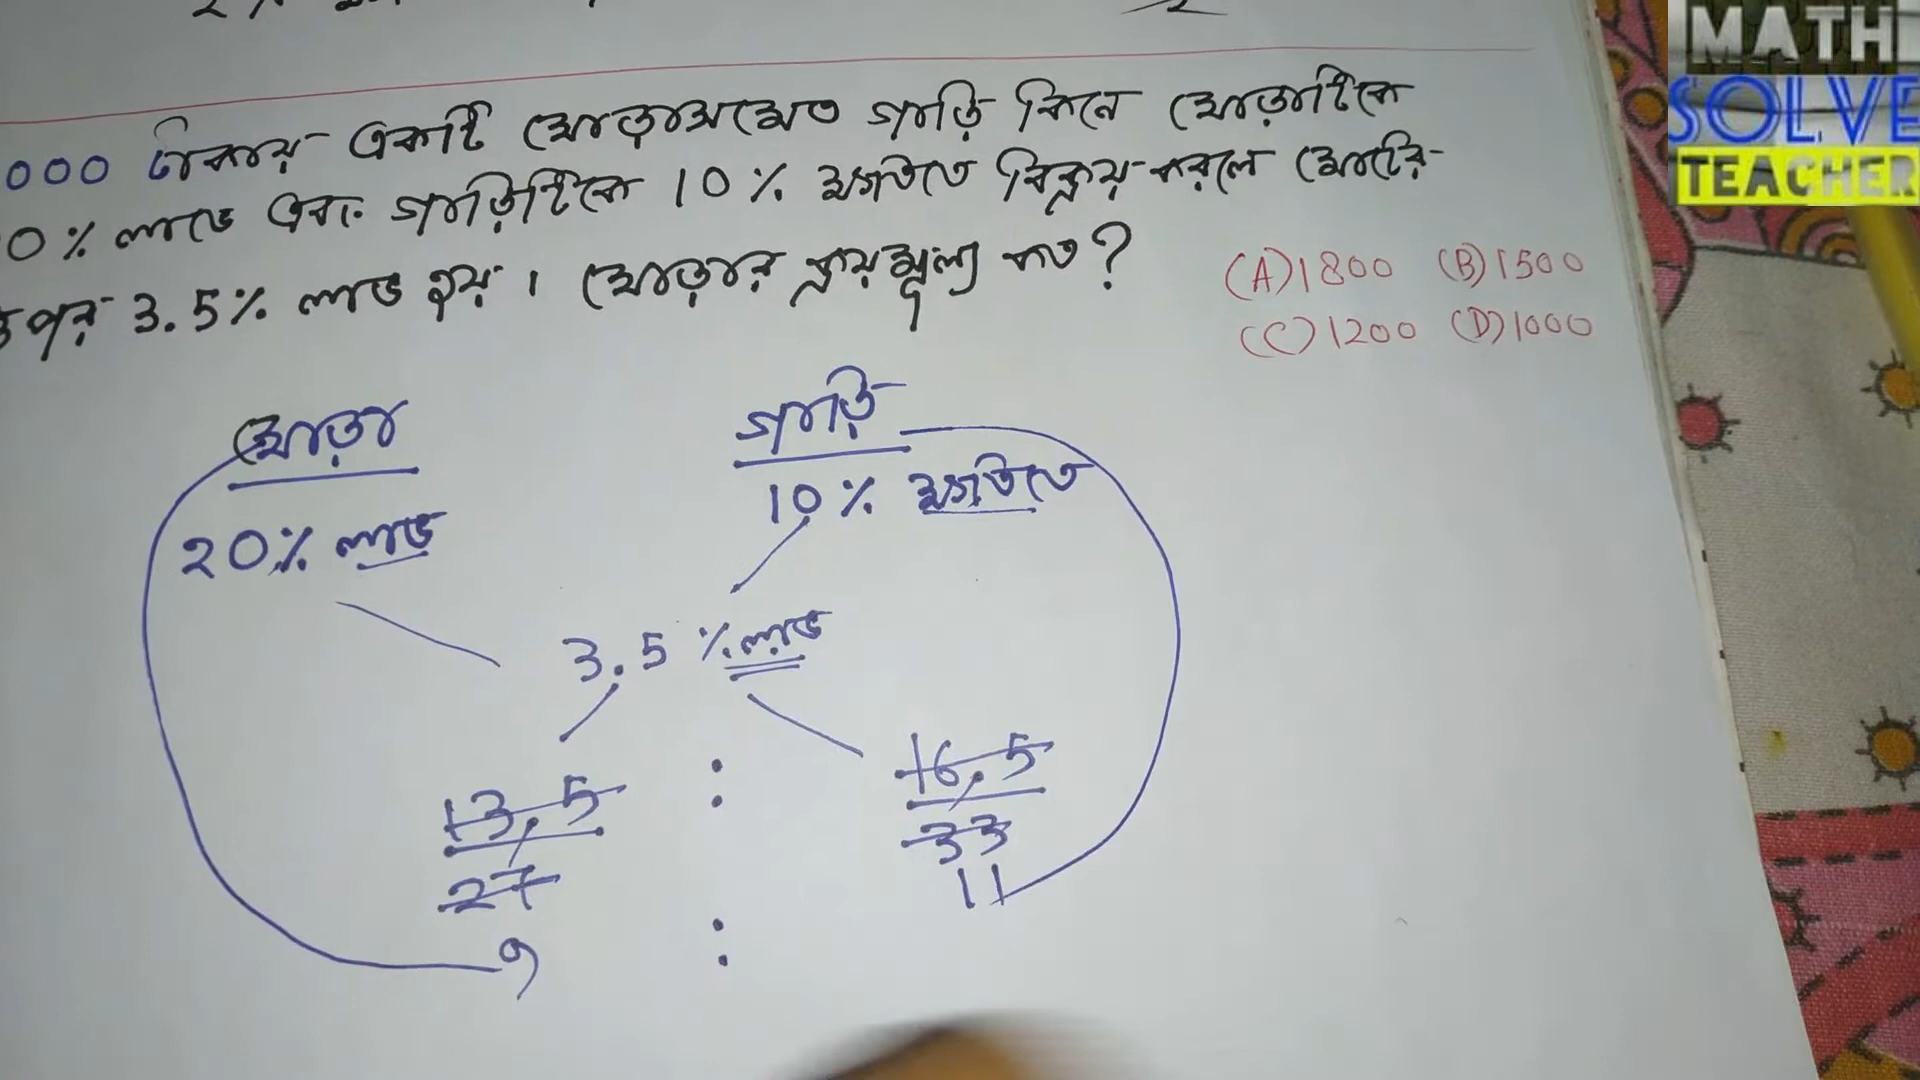 MATH
SOLVE
TEACHER
000 টাকায় একটি ঘোড়াসমেত গাড়ি কিনে ঘোড়াটিকে
0% লাভে এবং গাড়িটিকে 10% ক্ষতিতে বিক্রয় করলে মোটের
উপর 3.5% লাভ হয়। ঘোড়ার ক্রয়মূল্য কত?
(A) 1800 (B) 1500
(C) 1200 (D) 1000
ঘোড়া গাড়ি
20% লাভ 10% ক্ষতিতে
3.5% লাভ
13.5 : 16.5
27 33
9 : 11